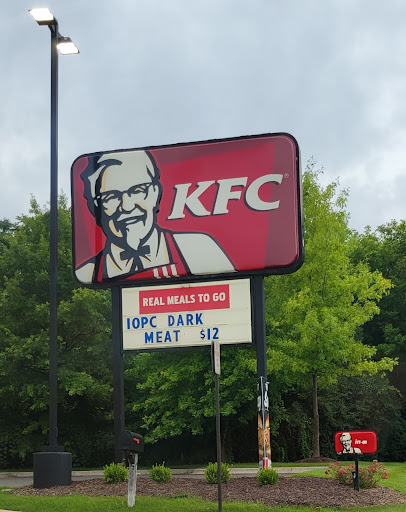 KFC®
REAL MEALS TO GO
10PC DARK
MEAT $12